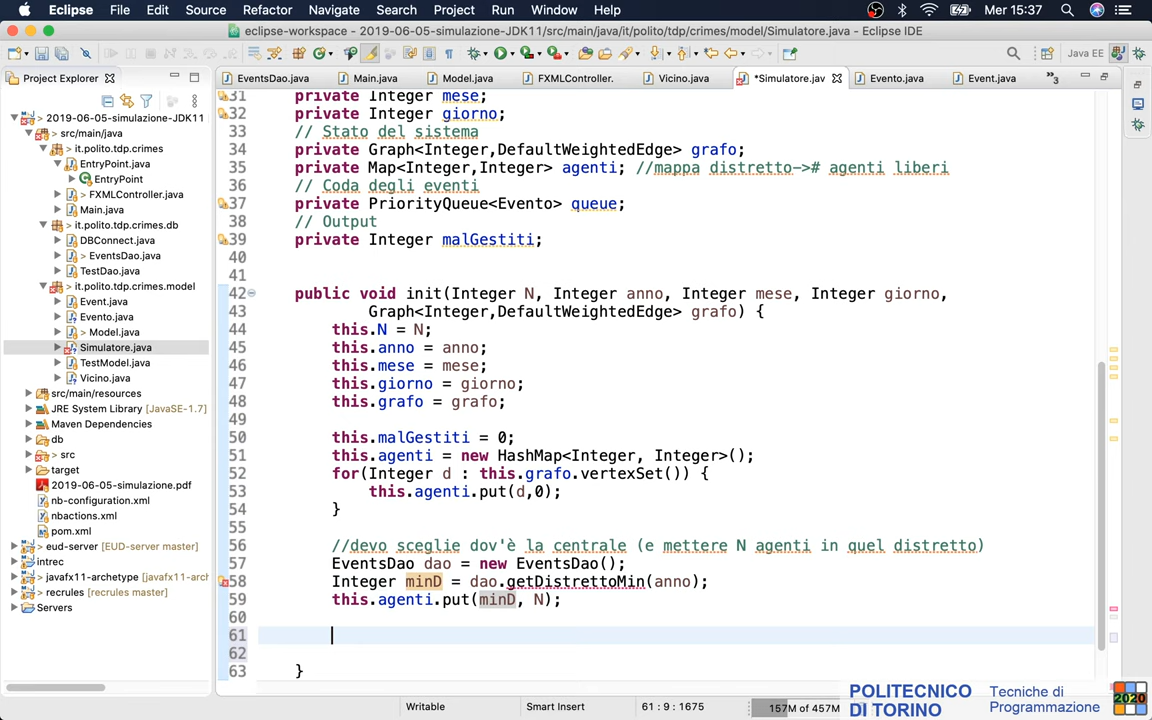 Eclipse File Edit Source Refactor Navigate Search Project Run Window Help Mer 15:37
eclipse-workspace - 2019-06-05-simulazione-JDK11/src/main/java/it/polito/tdp/crimes/model/Simulatore.java - Eclipse IDE
Java EE
Project Explorer
EventsDao.java Main.java Model.java FXMLController. Vicino.java *Simulatore.jav Evento.java Event.java »3
2019-06-05-simulazione-JDK11
src/main/java
it.polito.tdp.crimes
EntryPoint.java
EntryPoint
> FXMLController.java
Main.java
> it.polito.tdp.crimes.db
DBConnect.java
> EventsDao.java
TestDao.java
> it.polito.tdp.crimes.model
Event.java
Evento.java
> Model.java
Simulatore.java
TestModel.java
Vicino.java
src/main/resources
JRE System Library [JavaSE-1.7]
Maven Dependencies
db
> src
target
2019-06-05-simulazione.pdf
nb-configuration.xml
nbactions.xml
pom.xml
> eud-server [EUD-server master]
intrec
> javafx11-archetype [javafx11-arch
> recrules [recrules master]
Servers
31 private Integer mese;
32 private Integer giorno;
33 // Stato del sistema
34 private Graph<Integer,DefaultWeightedEdge> grafo;
35 private Map<Integer,Integer> agenti; //mappa distretto-># agenti liberi
36 // Coda degli eventi
37 private PriorityQueue<Evento> queue;
38 // Output
39 private Integer malGestiti;
40
41
42 public void init(Integer N, Integer anno, Integer mese, Integer giorno,
43 Graph<Integer,DefaultWeightedEdge> grafo) {
44 this.N = N;
45 this.anno = anno;
46 this.mese = mese;
47 this.giorno = giorno;
48 this.grafo = grafo;
49
50 this.malGestiti = 0;
51 this.agenti = new HashMap<Integer, Integer>();
52 for(Integer d : this.grafo.vertexSet()) {
53 this.agenti.put(d,0);
54 }
55
56 //devo sceglie dov'è la centrale (e mettere N agenti in quel distretto)
57 EventsDao dao = new EventsDao();
58 Integer minD = dao.getDistrettoMin(anno);
59 this.agenti.put(minD, N);
60
61
62
63 }
Writable Smart Insert 61 : 9 : 1675 157M of 457M
POLITECNICO
DI TORINO
Tecniche di
Programmazione
2020